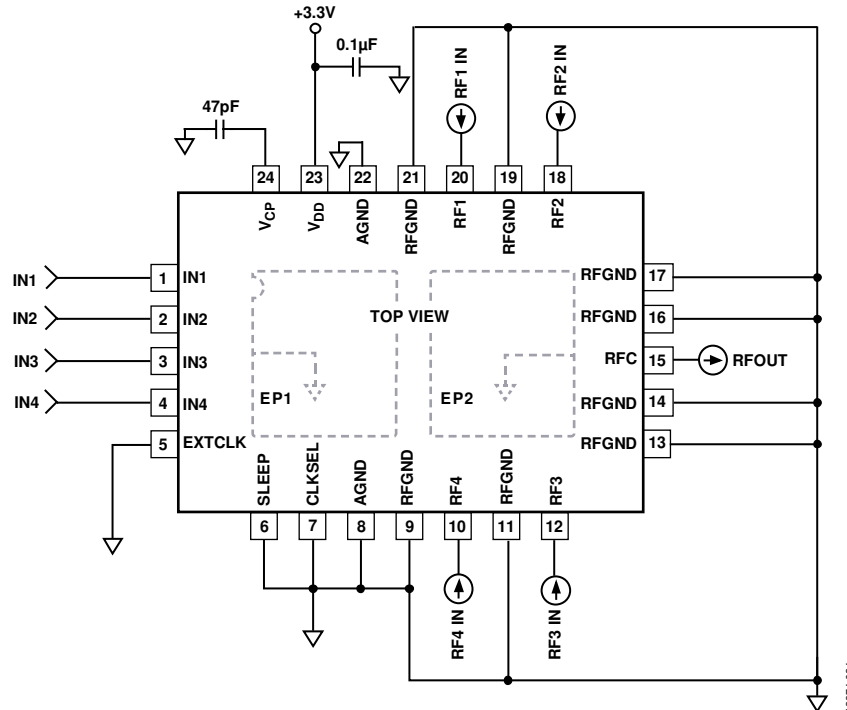 +3.3V
0.1µF
47pF
RF1 IN
RF2 IN
24 23 22 21 20 19 18
VCP VDD AGND RFGND RF1 RFGND RF2
IN1 1 IN1
IN2 2 IN2
IN3 3 IN3
IN4 4 IN4
5 EXTCLK
TOP VIEW
EP1 EP2
RFGND 17
RFGND 16
RFC 15 RFOUT
RFGND 14
RFGND 13
SLEEP CLKSEL AGND RFGND RF4 RFGND RF3
6 7 8 9 10 11 12
RF4 IN
RF3 IN